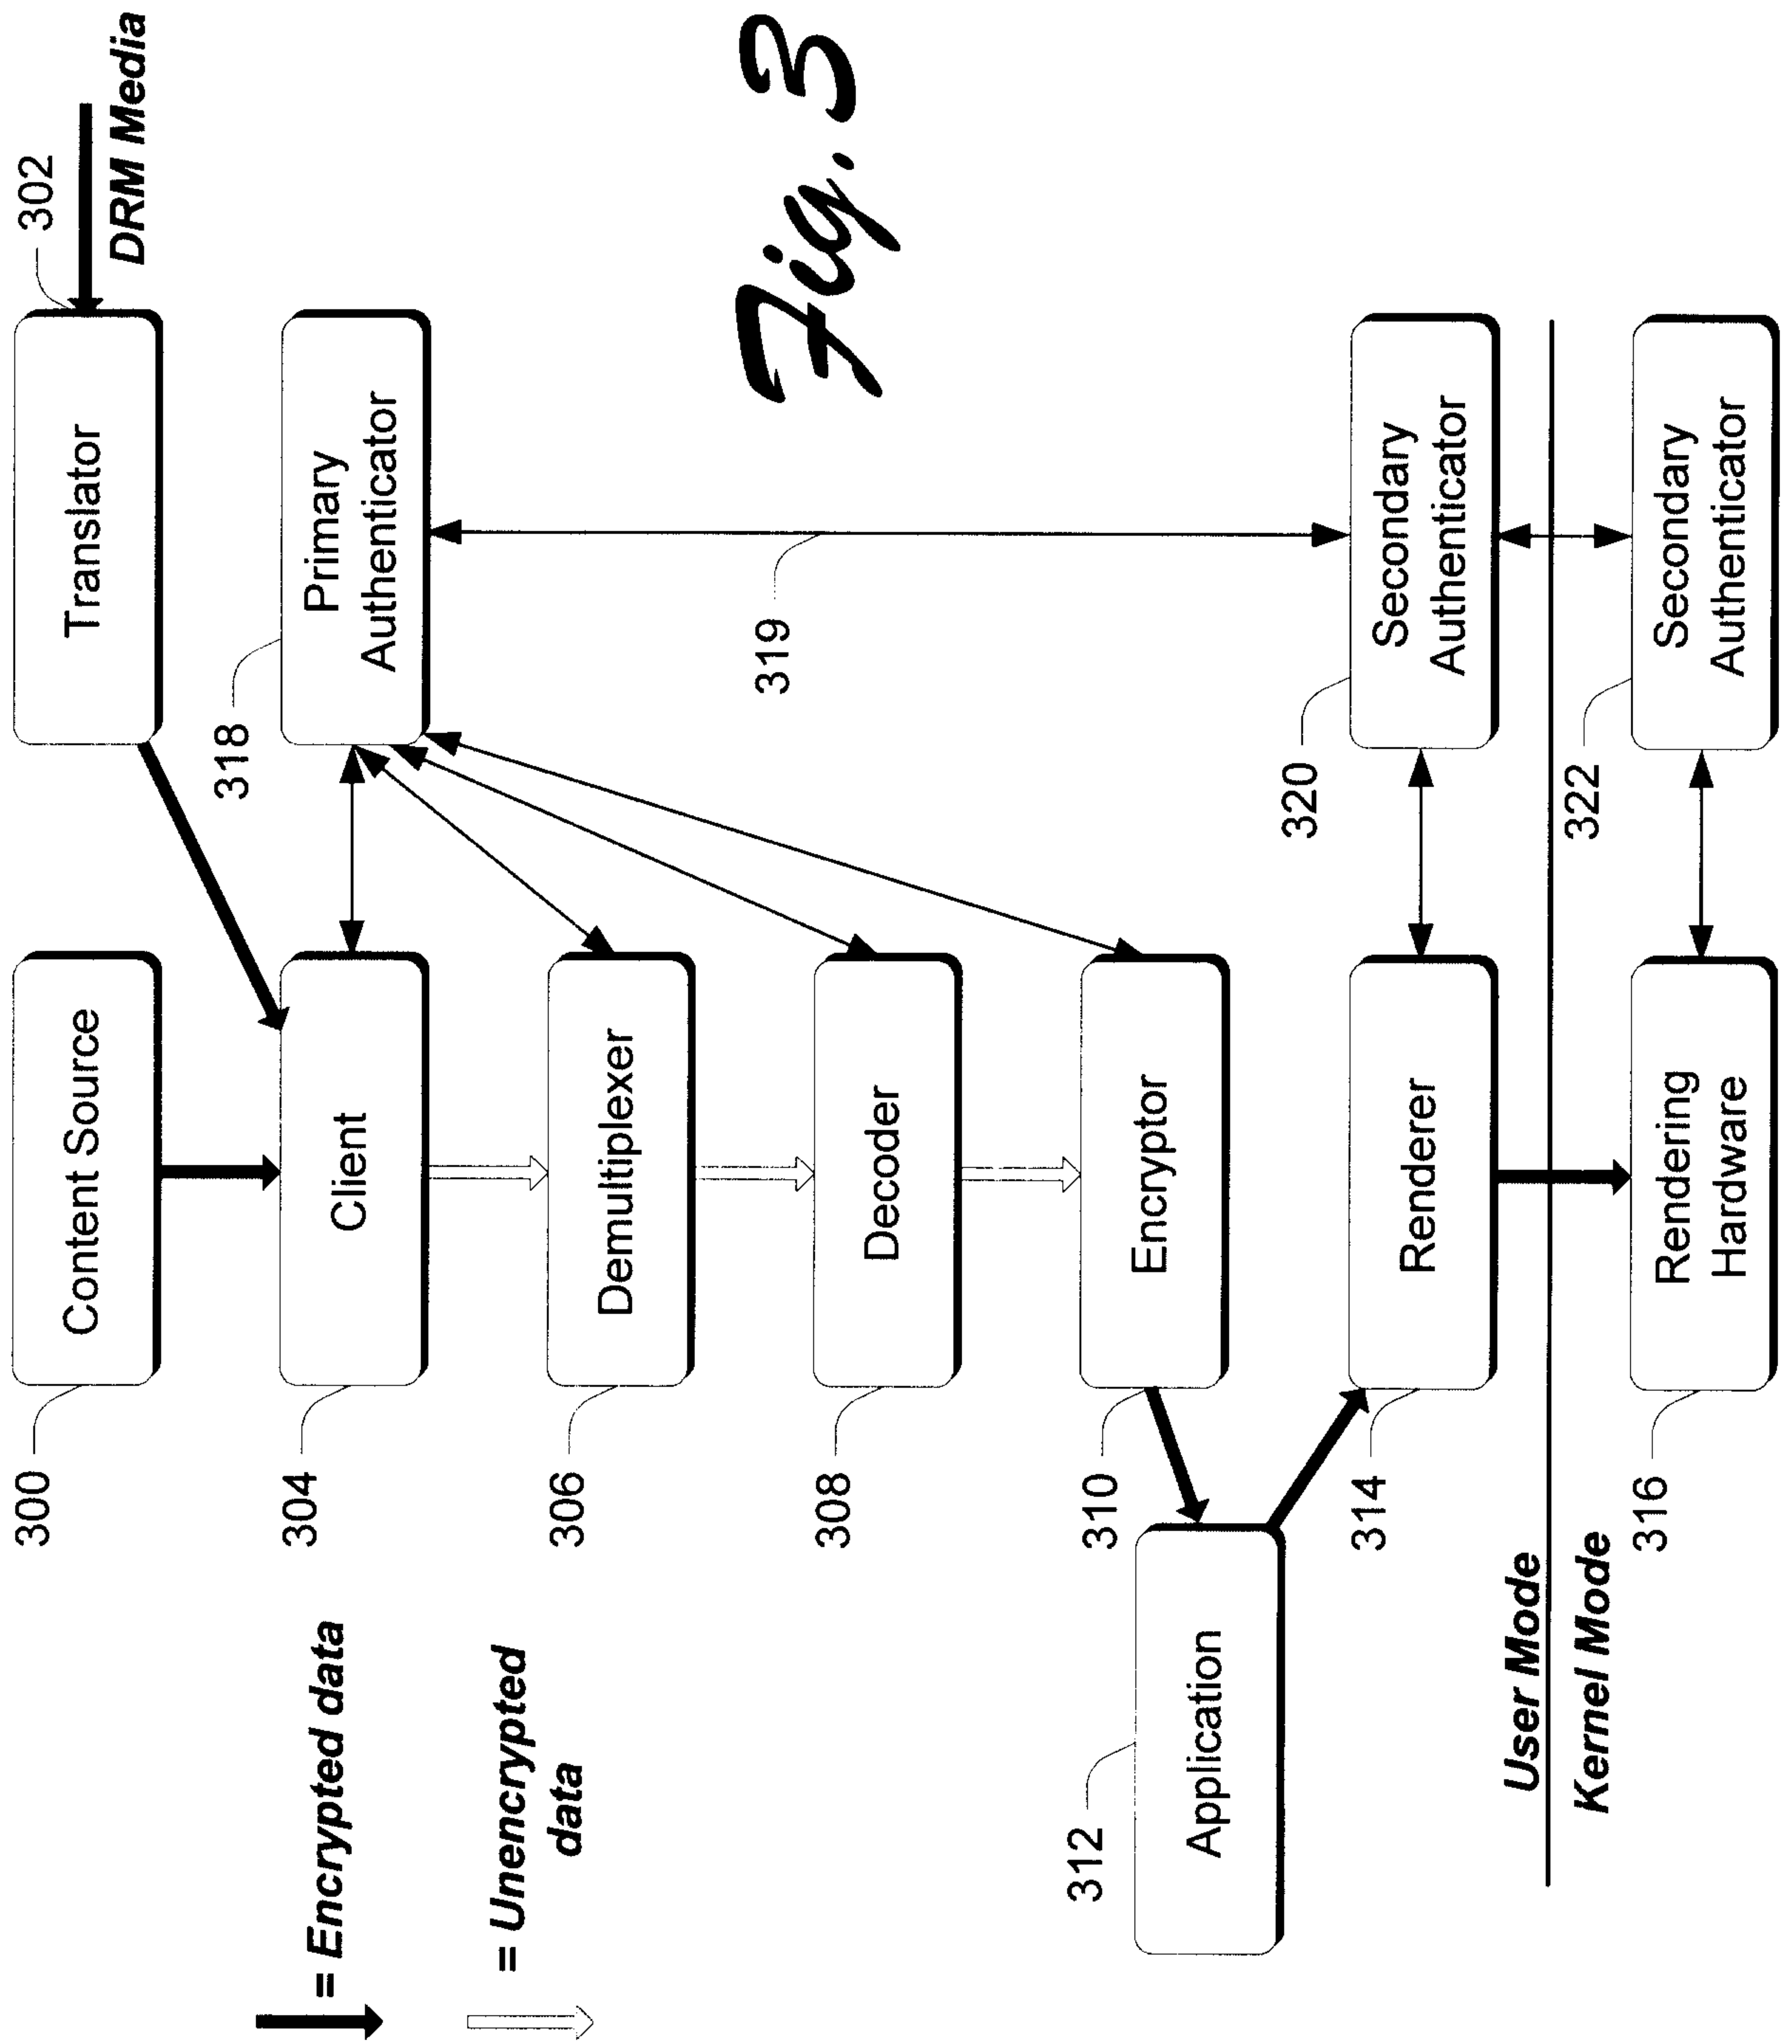 302
DRM Media
Translator
Content Source
300
318
Primary
Authenticator
Client
304
= Encrypted data
Demultiplexer
306
= Unencrypted
data
319
Fig. 3
Decoder
308
Encryptor
310
Application
312
320
Secondary
Authenticator
Renderer
314
User Mode
Kernel Mode
322
Secondary
Authenticator
Rendering
Hardware
316